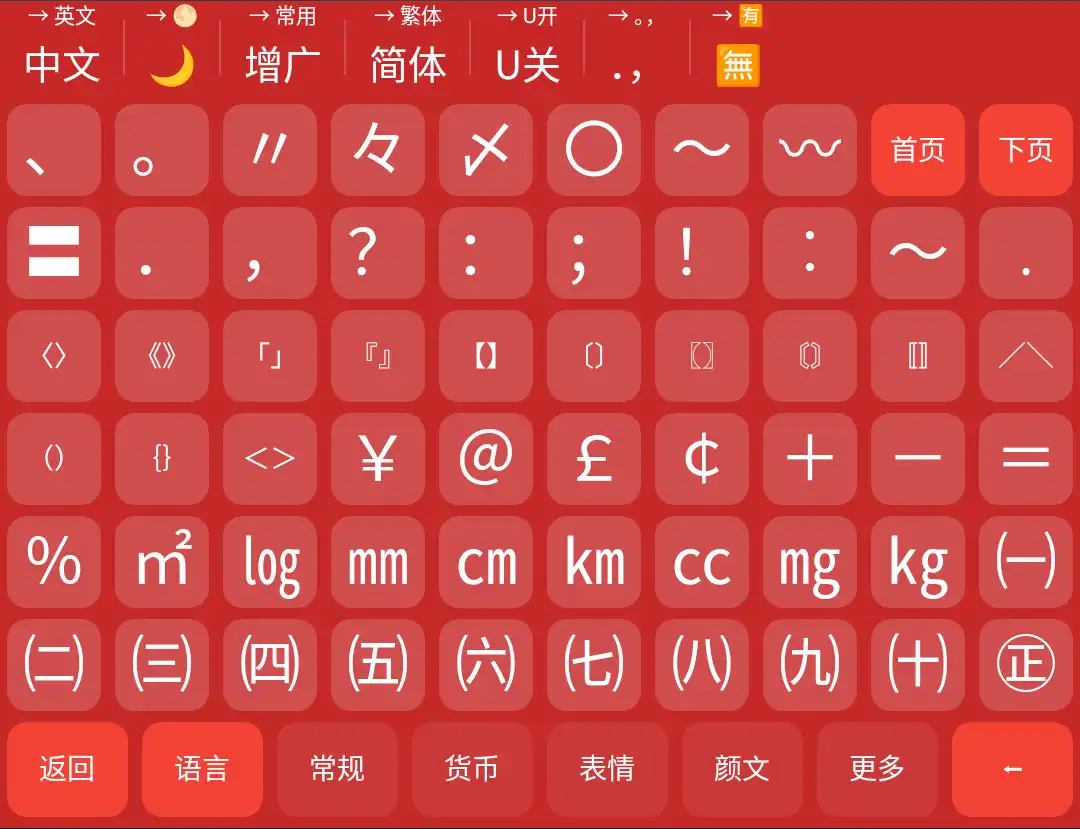 →英文 →🌕 →常用 →繁体 →U开 →。， →🈶
中文 🌙 增广 简体 U关 ．， 🈚
、 。 〃 々 〆 〇 〜 〰 首页 下页
〓 ． ， ？ ： ； ！ ︰ ～ .
〈〉 《》 「」 『』 【】 〔〕 〖〗 〘〙 〚〛 ／＼
（） ｛｝ ＜＞ ￥ ＠ ￡ ￠ ＋ － ＝
％ ㎡ ㏒ ㎜ ㎝ ㎞ ㏄ ㎎ ㎏ ㈠
㈡ ㈢ ㈣ ㈤ ㈥ ㈦ ㈧ ㈨ ㈩ ㊣
返回 语言 常规 货币 表情 颜文 更多 ←